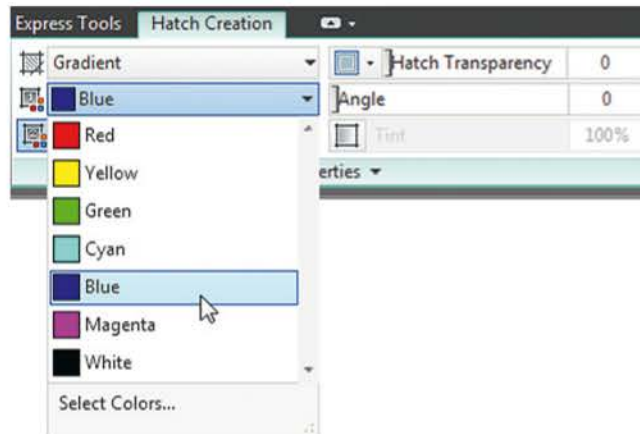 Express Tools Hatch Creation
Gradient Hatch Transparency 0
Blue Angle 0
Red Tint 100%
Yellow erties
Green
Cyan
Blue
Magenta
White
Select Colors...